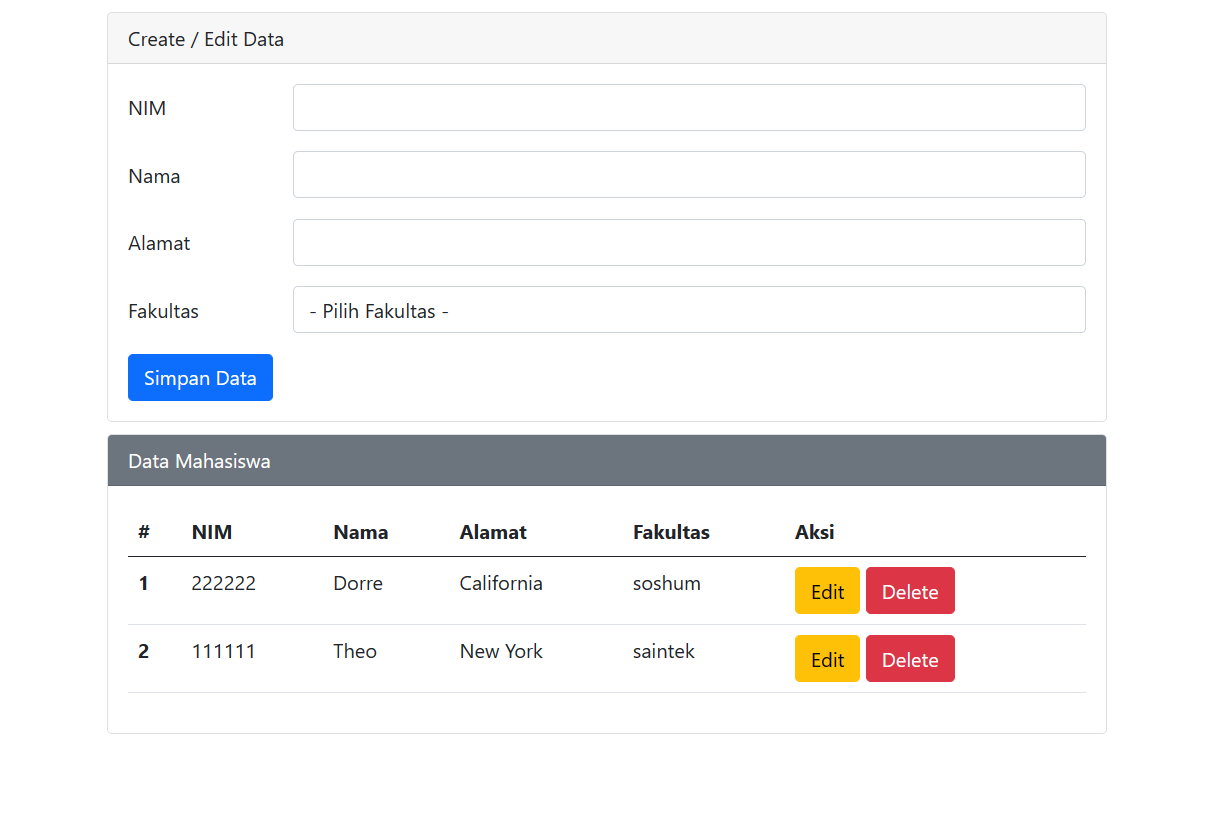 Create / Edit Data
NIM
Nama
Alamat
Fakultas - Pilih Fakultas -
Simpan Data
Data Mahasiswa
# NIM Nama Alamat Fakultas Aksi
1 222222 Dorre California soshum Edit Delete
2 111111 Theo New York saintek Edit Delete